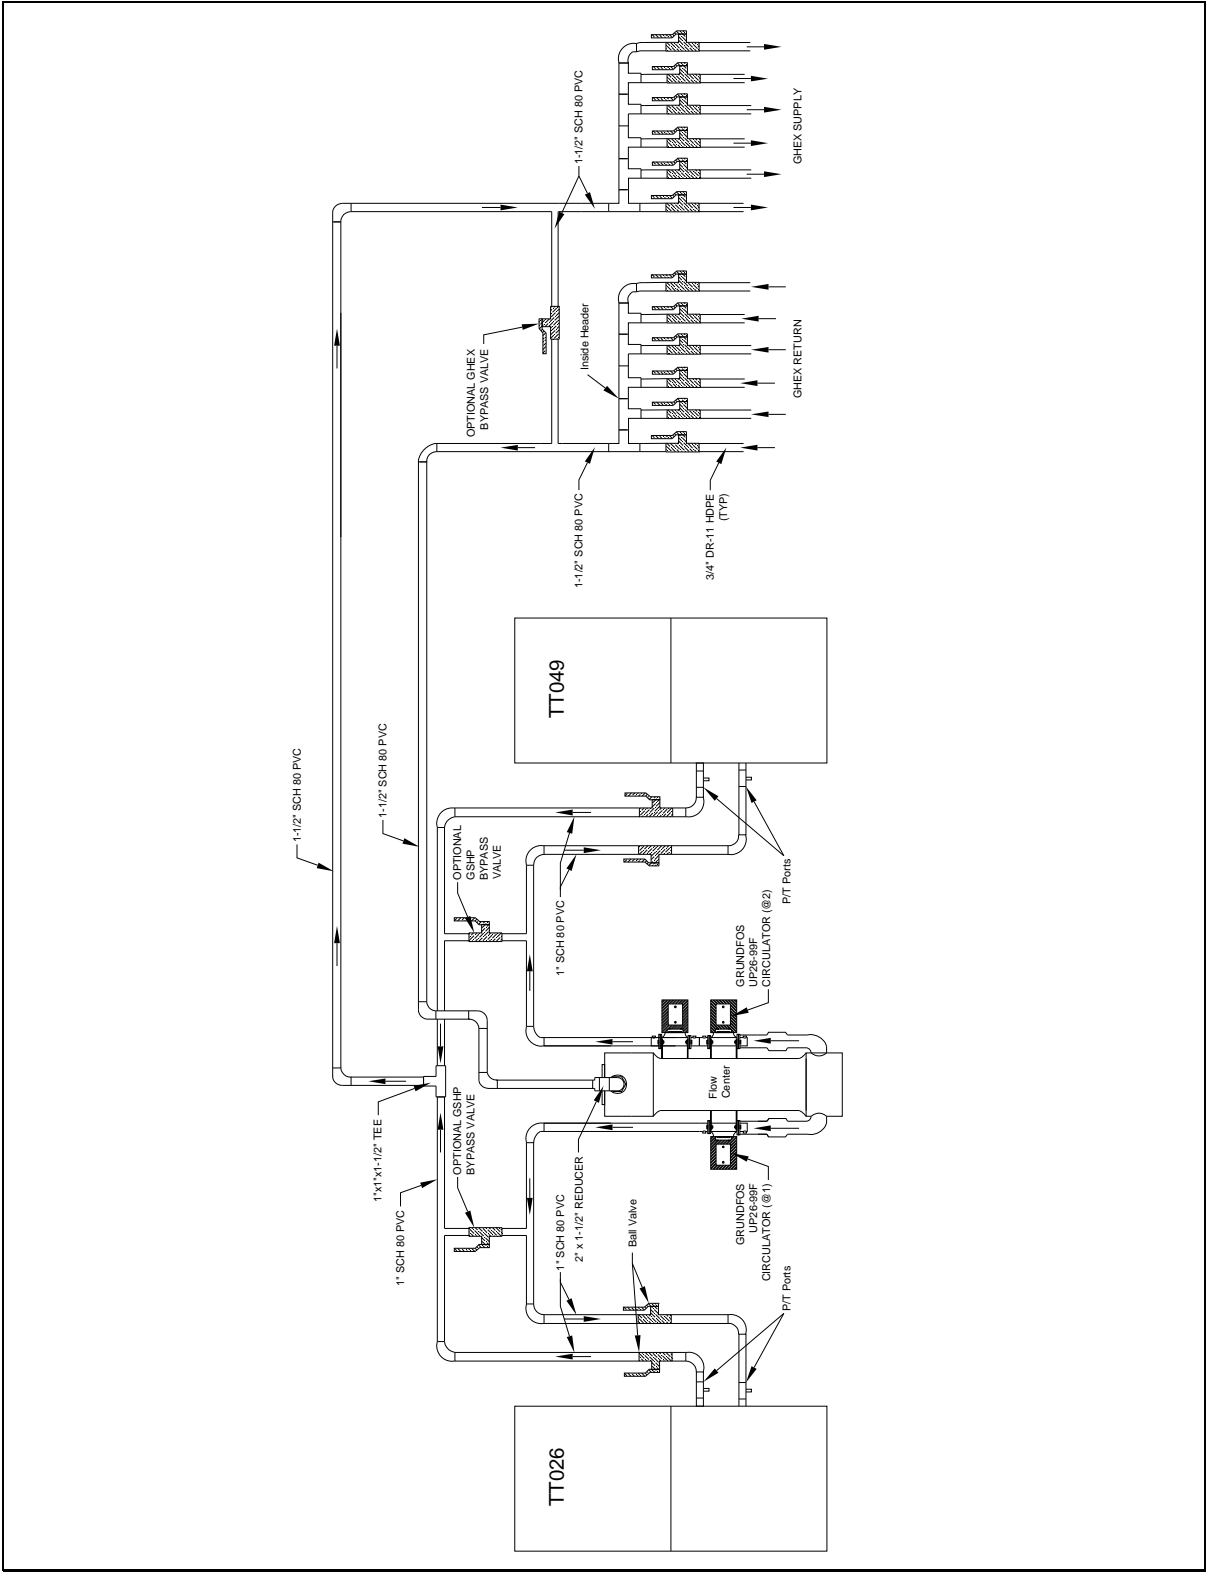 TT026
TT049
1" SCH 80 PVC
1"x1"x1-1/2" TEE
OPTIONAL GSHP
BYPASS VALVE
1" SCH 80 PVC
2" x 1-1/2" REDUCER
Ball Valve
P/T Ports
GRUNDFOS
UP26-99F
CIRCULATOR (@1)
Flow
Center
GRUNDFOS
UP26-99F
CIRCULATOR (@2)
P/T Ports
1" SCH 80 PVC
OPTIONAL
GSHP
BYPASS
VALVE
1-1/2" SCH 80 PVC
1-1/2" SCH 80 PVC
OPTIONAL GHEX
BYPASS VALVE
Inside Header
1-1/2" SCH 80 PVC
3/4" DR-11 HDPE
(TYP)
GHEX RETURN
1-1/2" SCH 80 PVC
GHEX SUPPLY